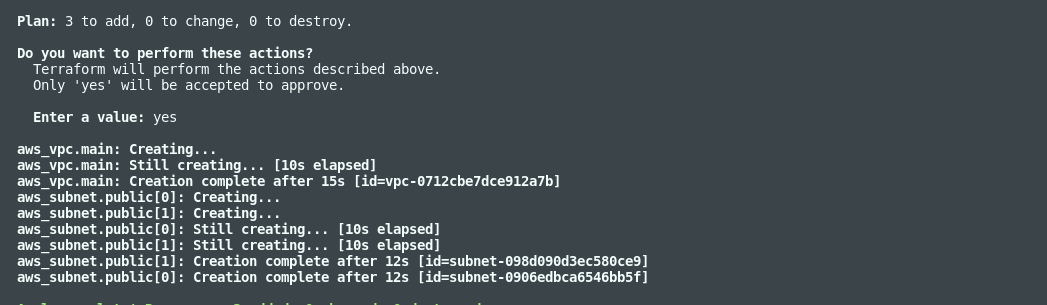 Plan: 3 to add, 0 to change, 0 to destroy.
Do you want to perform these actions?
Terraform will perform the actions described above.
Only 'yes' will be accepted to approve.
Enter a value: yes
aws_vpc.main: Creating...
aws_vpc.main: Still creating... [10s elapsed]
aws_vpc.main: Creation complete after 15s [id=vpc-0712cbe7dce912a7b]
aws_subnet.public[0]: Creating...
aws_subnet.public[1]: Creating...
aws_subnet.public[0]: Still creating... [10s elapsed]
aws_subnet.public[1]: Still creating... [10s elapsed]
aws_subnet.public[1]: Creation complete after 12s [id=subnet-098d090d3ec580ce9]
aws_subnet.public[0]: Creation complete after 12s [id=subnet-0906edbca6546bb5f]